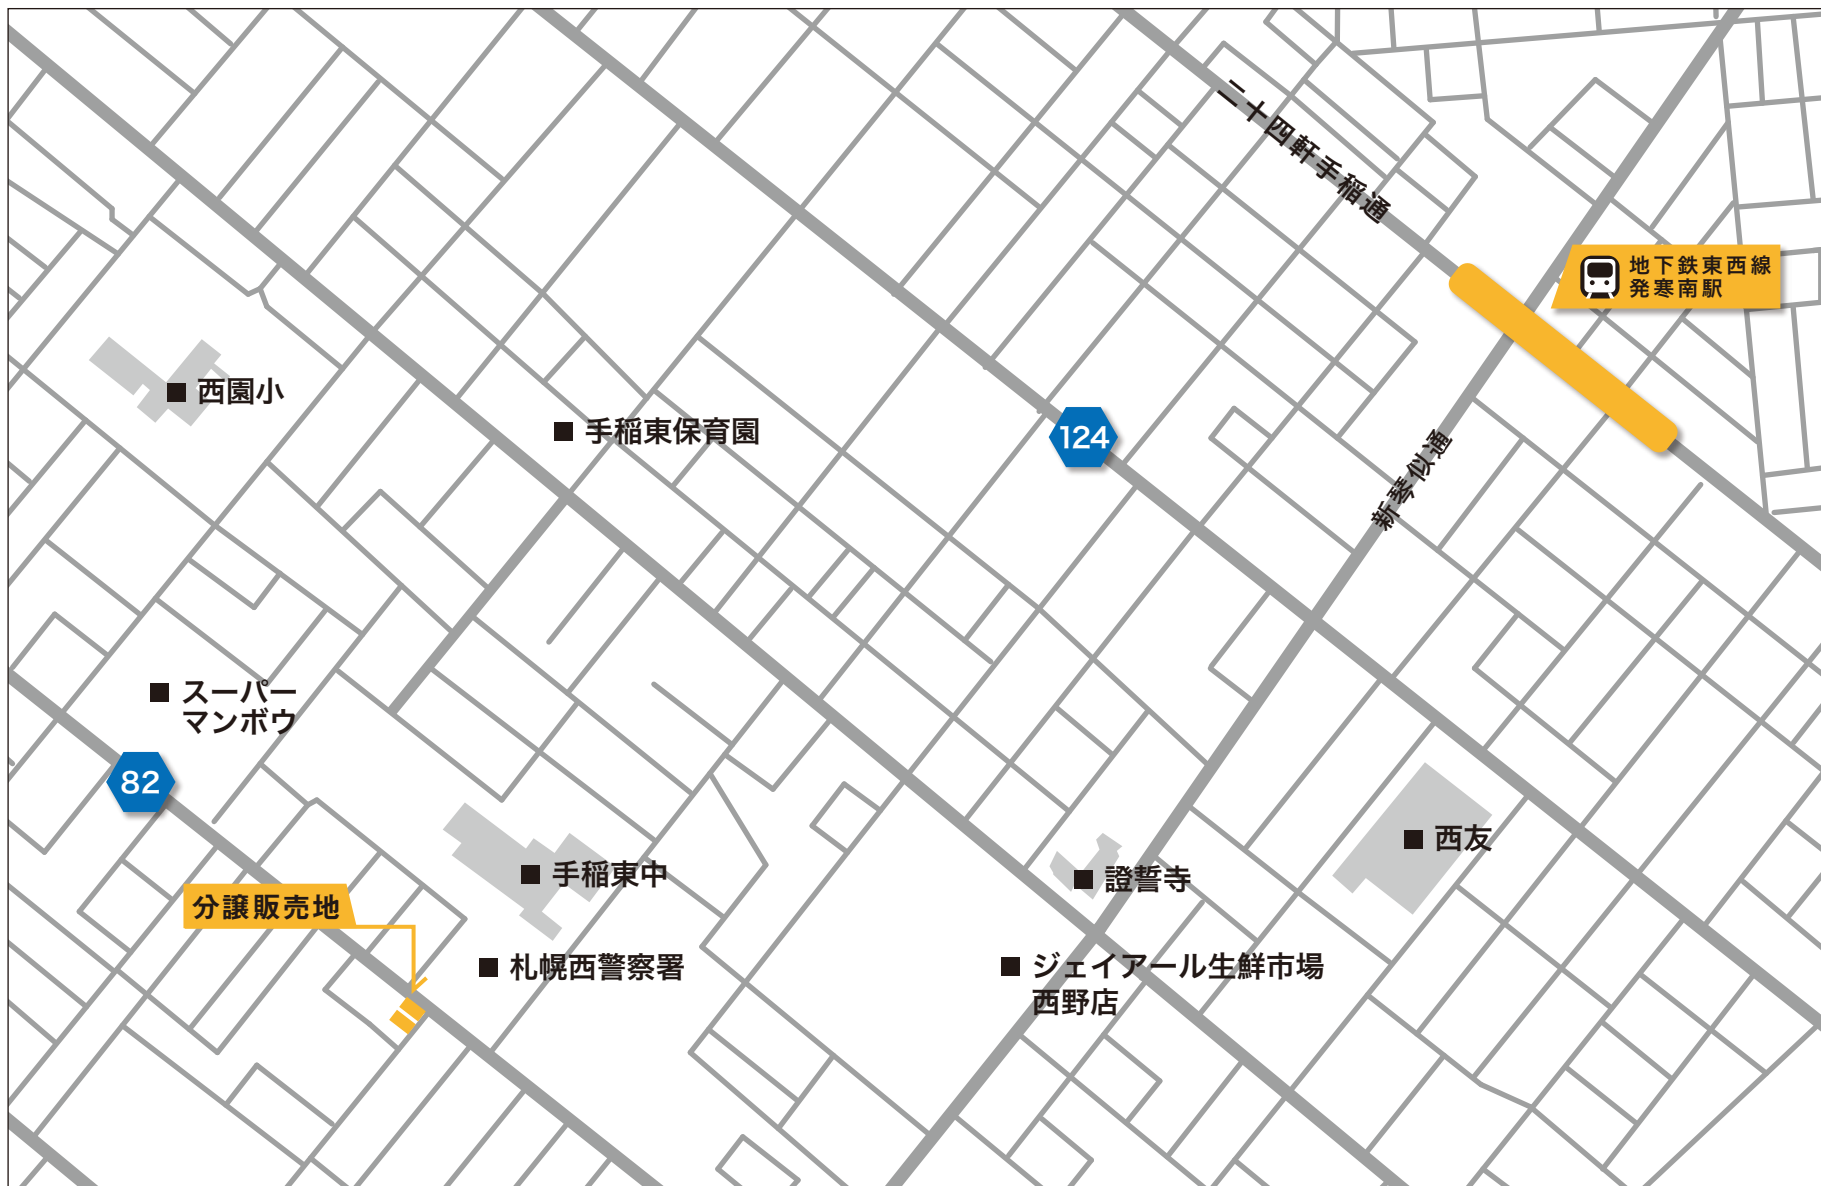 二十四軒手稲通
地下鉄東西線
発寒南駅
西園小
手稲東保育園
124
新琴似通
スーパー
マンボウ
82
西友
手稲東中
證誓寺
分譲販売地
札幌西警察署
ジェイアール生鮮市場
西野店